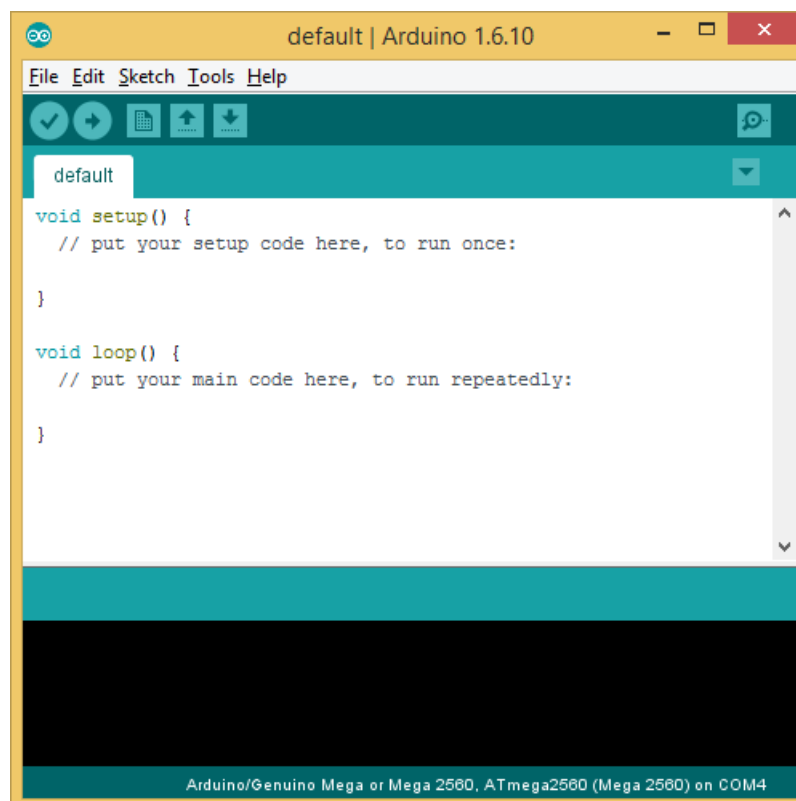 default | Arduino 1.6.10
File Edit Sketch Tools Help
default
void setup() {
  // put your setup code here, to run once:
}
void loop() {
  // put your main code here, to run repeatedly:
}
Arduino/Genuino Mega or Mega 2560, ATmega2560 (Mega 2560) on COM4